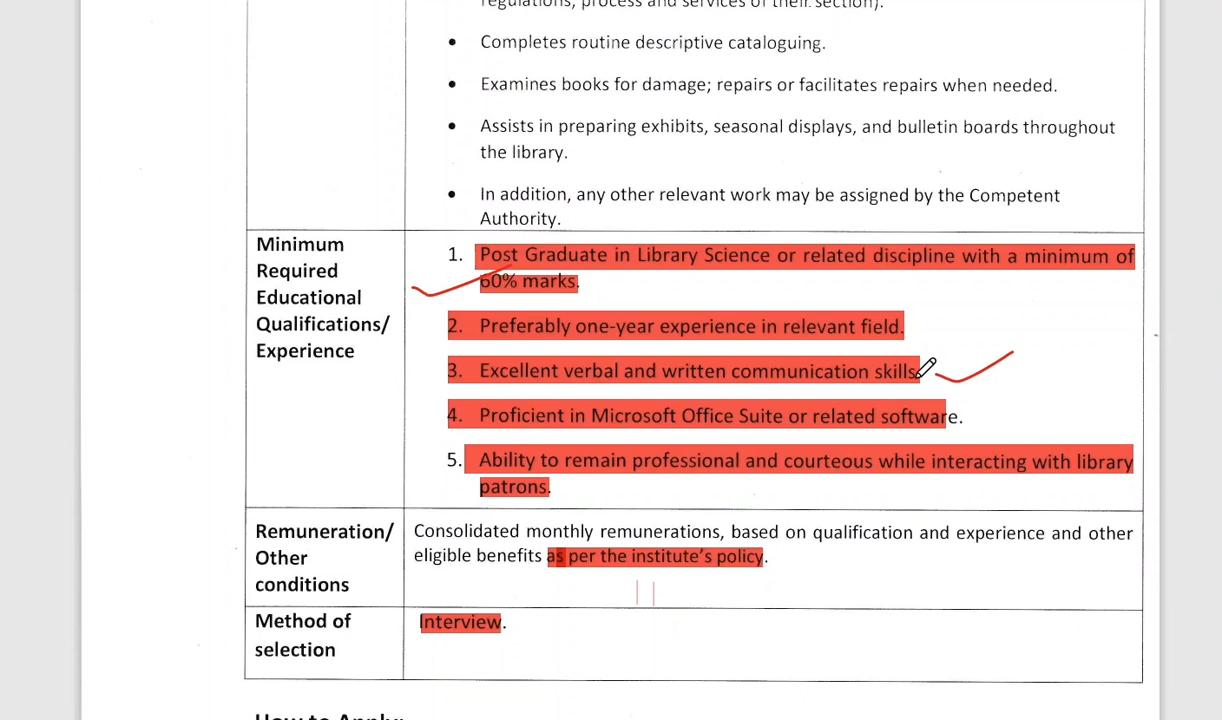 regulations, process and services of their section).
• Completes routine descriptive cataloguing.
• Examines books for damage; repairs or facilitates repairs when needed.
• Assists in preparing exhibits, seasonal displays, and bulletin boards throughout
the library.
• In addition, any other relevant work may be assigned by the Competent
Authority.
Minimum
Required
Educational
Qualifications/
Experience
1. Post Graduate in Library Science or related discipline with a minimum of
60% marks.
2. Preferably one-year experience in relevant field.
3. Excellent verbal and written communication skills
4. Proficient in Microsoft Office Suite or related software.
5. Ability to remain professional and courteous while interacting with library
patrons.
Remuneration/
Other
conditions
Consolidated monthly remunerations, based on qualification and experience and other
eligible benefits as per the institute's policy.
Method of
selection
Interview.
How to Apply: